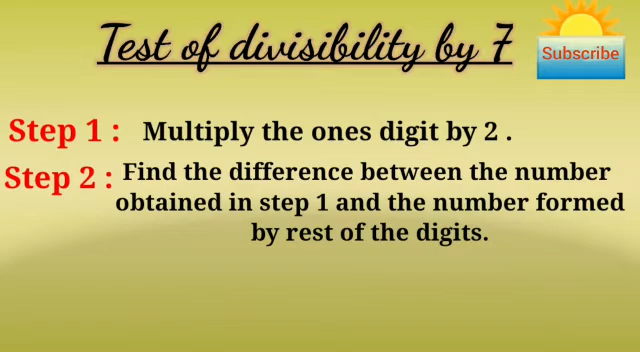 Test of divisibility by 7
Subscribe
Step 1 : Multiply the ones digit by 2 .
Step 2 : Find the difference between the number
obtained in step 1 and the number formed
by rest of the digits.